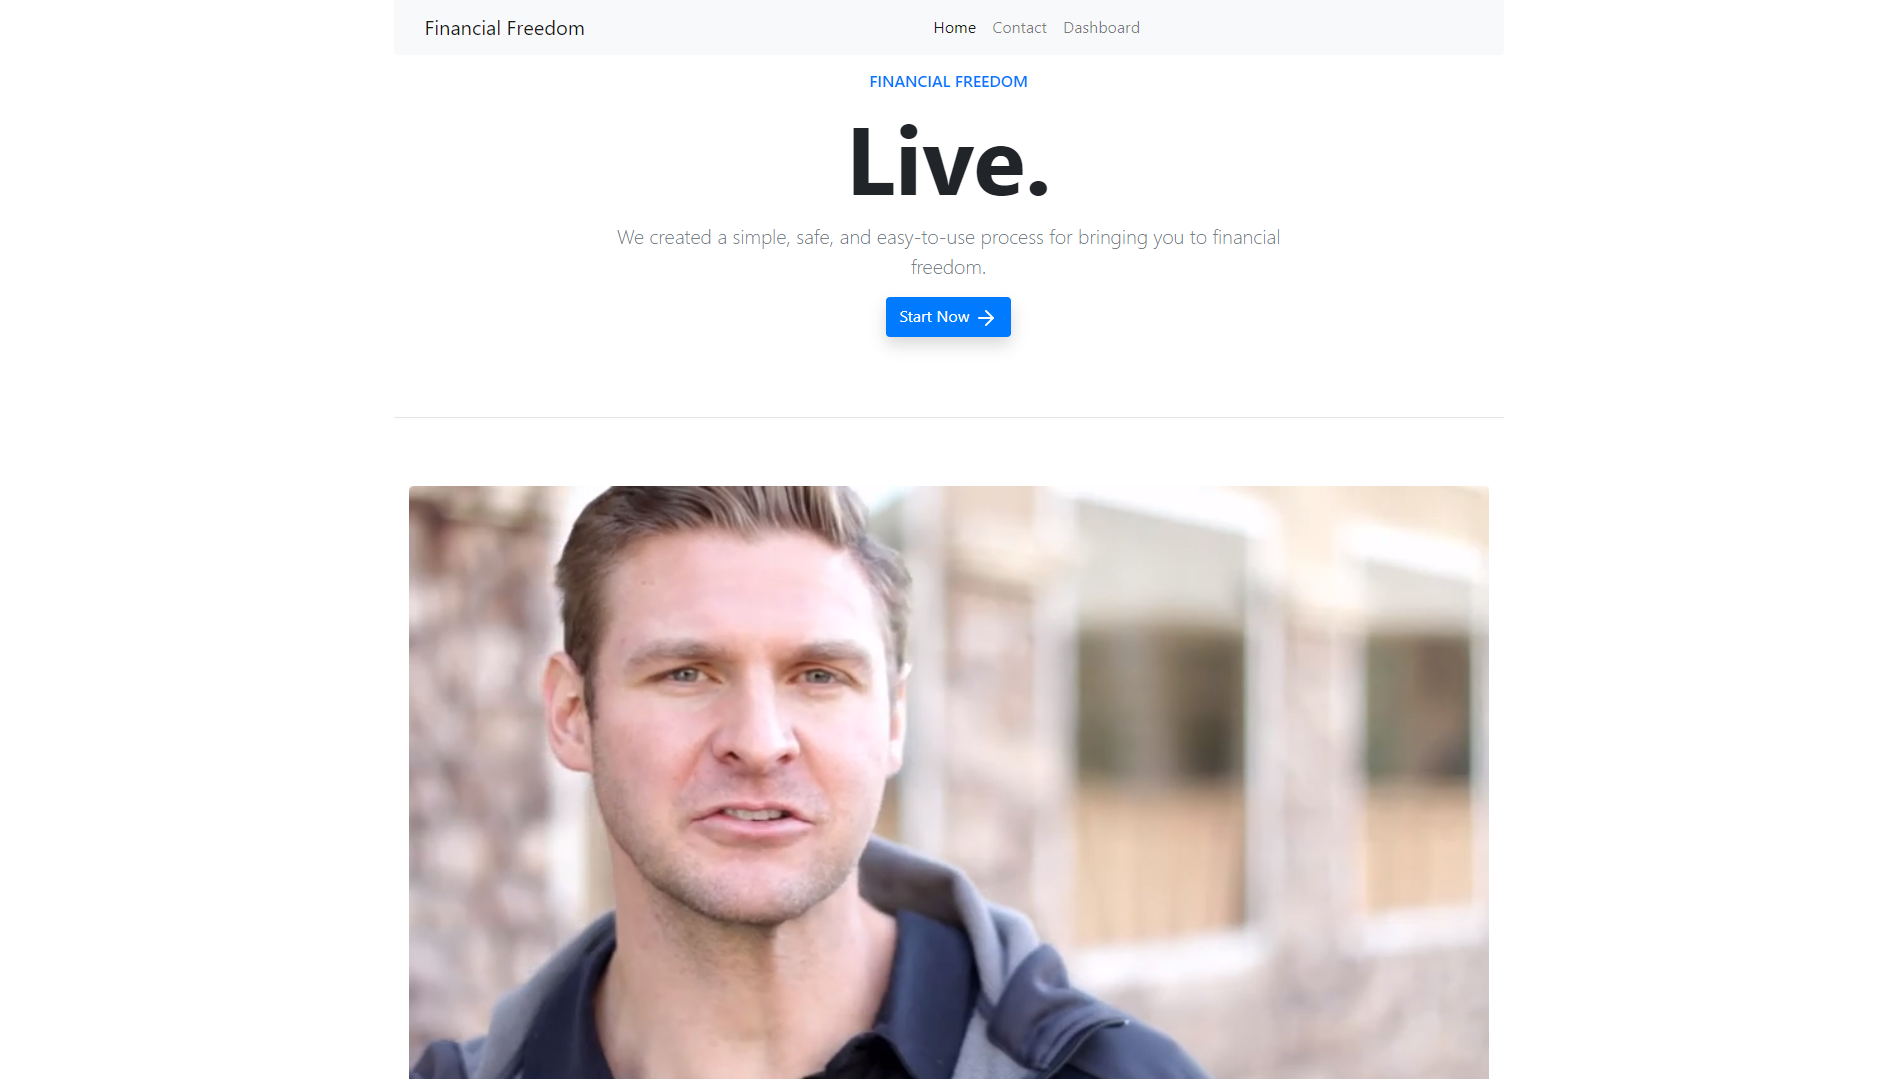 Financial Freedom
Home Contact Dashboard
FINANCIAL FREEDOM
Live.
We created a simple, safe, and easy-to-use process for bringing you to financial
freedom.
Start Now